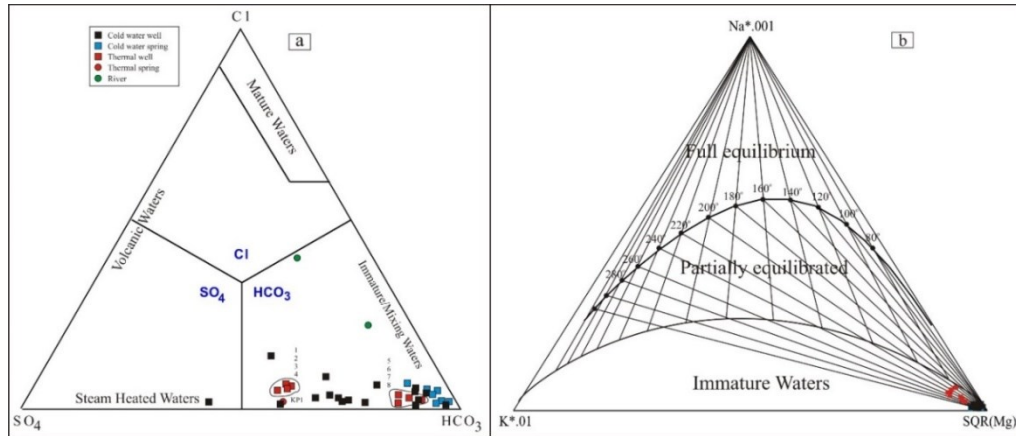 Cl
a
Cold water well
Cold water spring
Thermal well
Thermal spring
River
Mature Waters
Volcanic Waters
Cl
SO4
HCO3
Immature/Mixing Waters
1
2
3
4
5
6
7
8
KP1
Steam Heated Waters
SO4
HCO3
Na*.001
b
Full equilibrium
160˚
140˚
180˚
120˚
200˚
100˚
220˚
80˚
240˚
260˚
280˚
Partially equilibrated
Immature Waters
K*.01
SQR(Mg)